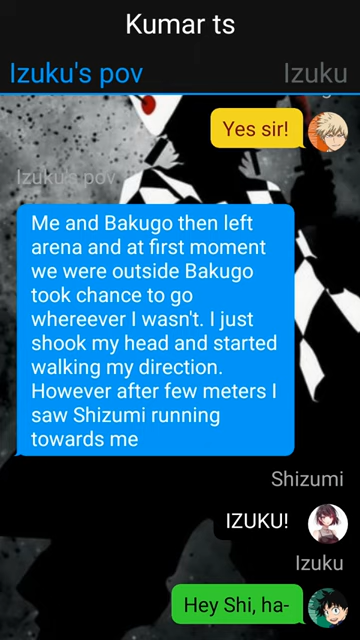 Kumar ts
Izuku's pov
Izuku
Yes sir!
Izuku's pov
Me and Bakugo then left
arena and at first moment
we were outside Bakugo
took chance to go
whereever I wasn't. I just
shook my head and started
walking my direction.
However after few meters I
saw Shizumi running
towards me
Shizumi
IZUKU!
Izuku
Hey Shi, ha-